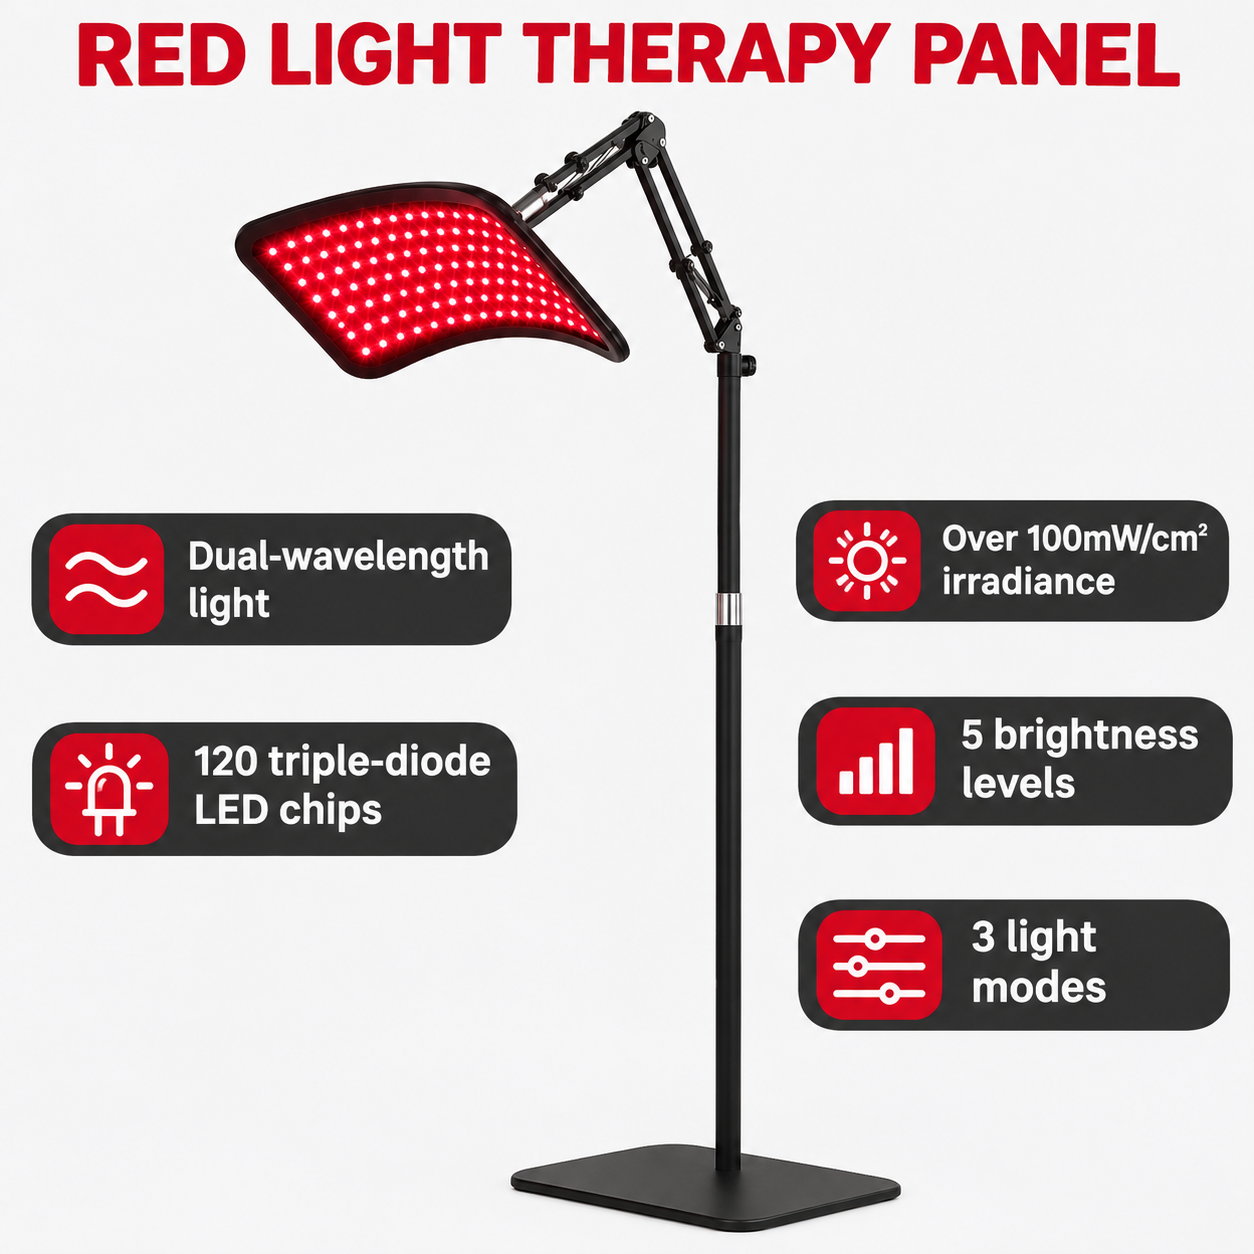 RED LIGHT THERAPY PANEL
Dual-wavelength
light
120 triple-diode
LED chips
Over 100mW/cm²
irradiance
5 brightness
levels
3 light
modes